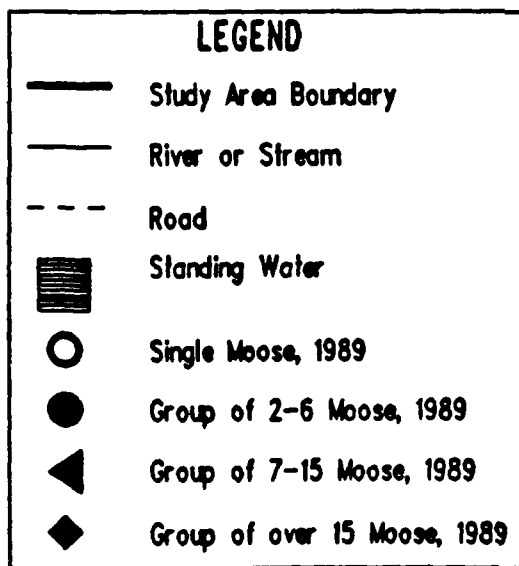 LEGEND
Study Area Boundary
River or Stream
Road
Standing Water
Single Moose, 1989
Group of 2-6 Moose, 1989
Group of 7-15 Moose, 1989
Group of over 15 Moose, 1989